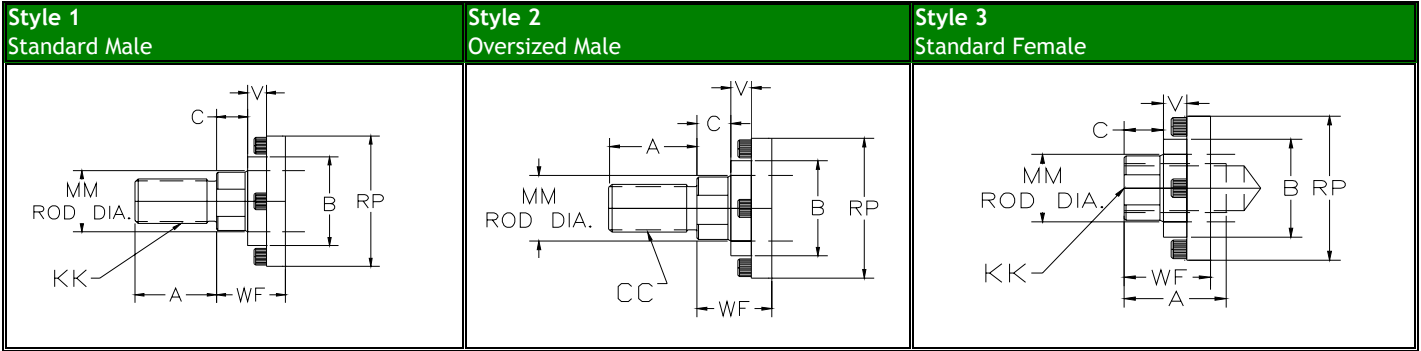 Style 1
Standard Male
Style 2
Oversized Male
Style 3
Standard Female
V
C
MM
ROD DIA.
B
RP
KK
A
WF
V
C
A
MM
ROD DIA.
B
RP
CC
WF
V
C
MM
ROD DIA.
B
RP
KK
WF
A